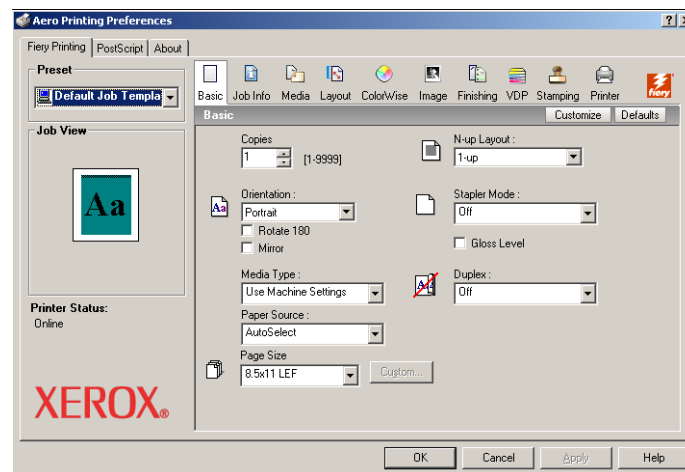 Aero Printing Preferences
Fiery Printing PostScript About
Preset
Default Job Templa
Job View
Aa
Printer Status:
Online
XEROX®
Basic Job Info Media Layout ColorWise Image Finishing VDP Stamping Printer
fiery
Basic Customize Defaults
Copies
1 [1-9999]
Orientation :
Aa Portrait
Rotate 180
Mirror
Media Type :
Use Machine Settings
Paper Source :
AutoSelect
Page Size
8.5x11 LEF Custom...
N-up Layout :
1-up
Stapler Mode :
Off
Gloss Level
Duplex :
Off
OK Cancel Apply Help